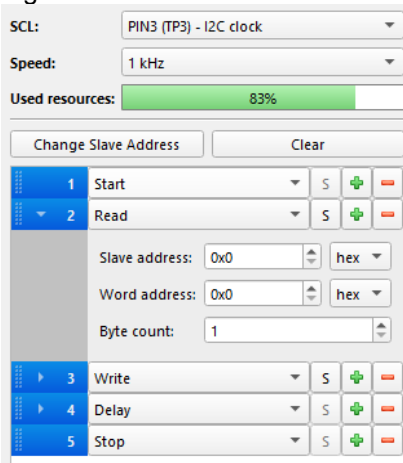 SCL: PIN3 (TP3) - I2C clock
Speed: 1 kHz
Used resources: 83%
Change Slave Address Clear
1 Start S
2 Read S
Slave address: 0x0 hex
Word address: 0x0 hex
Byte count: 1
3 Write S
4 Delay S
5 Stop S